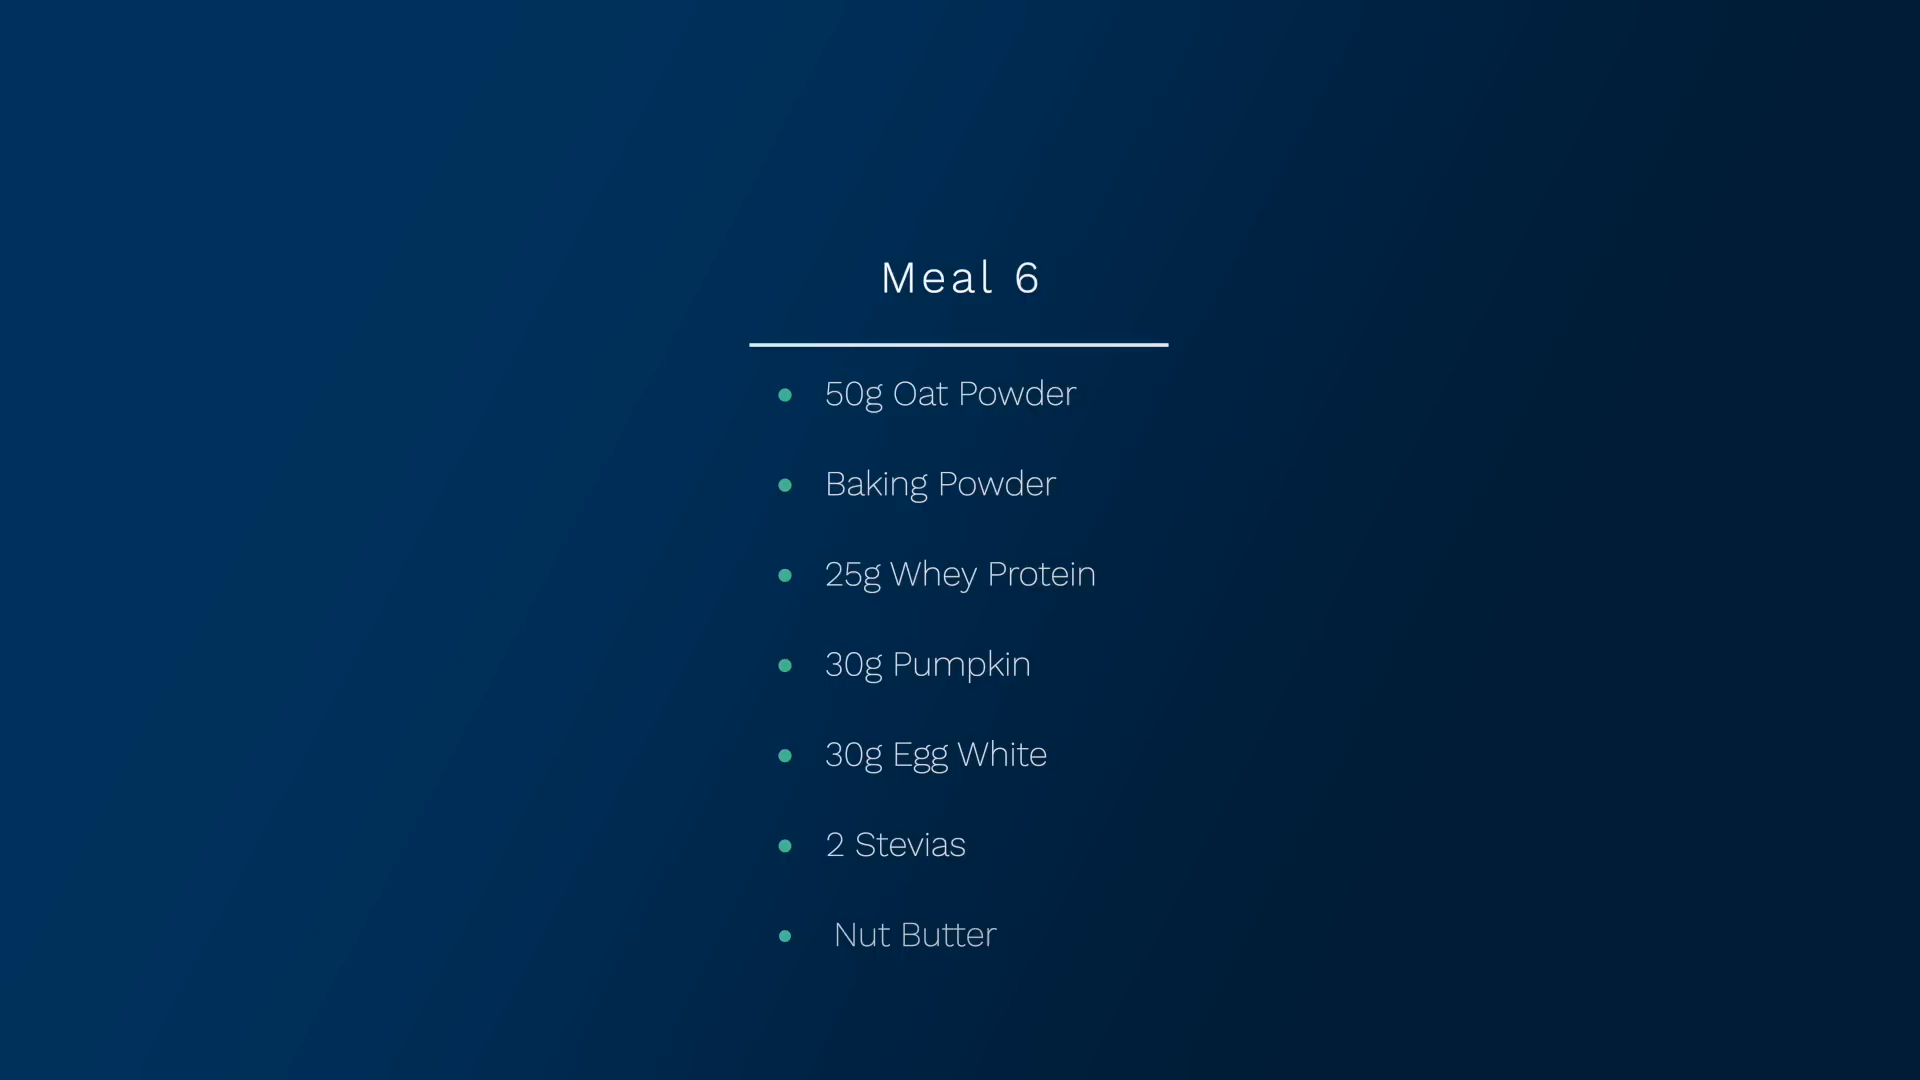 Meal 6
50g Oat Powder
Baking Powder
25g Whey Protein
30g Pumpkin
30g Egg White
2 Stevias
Nut Butter